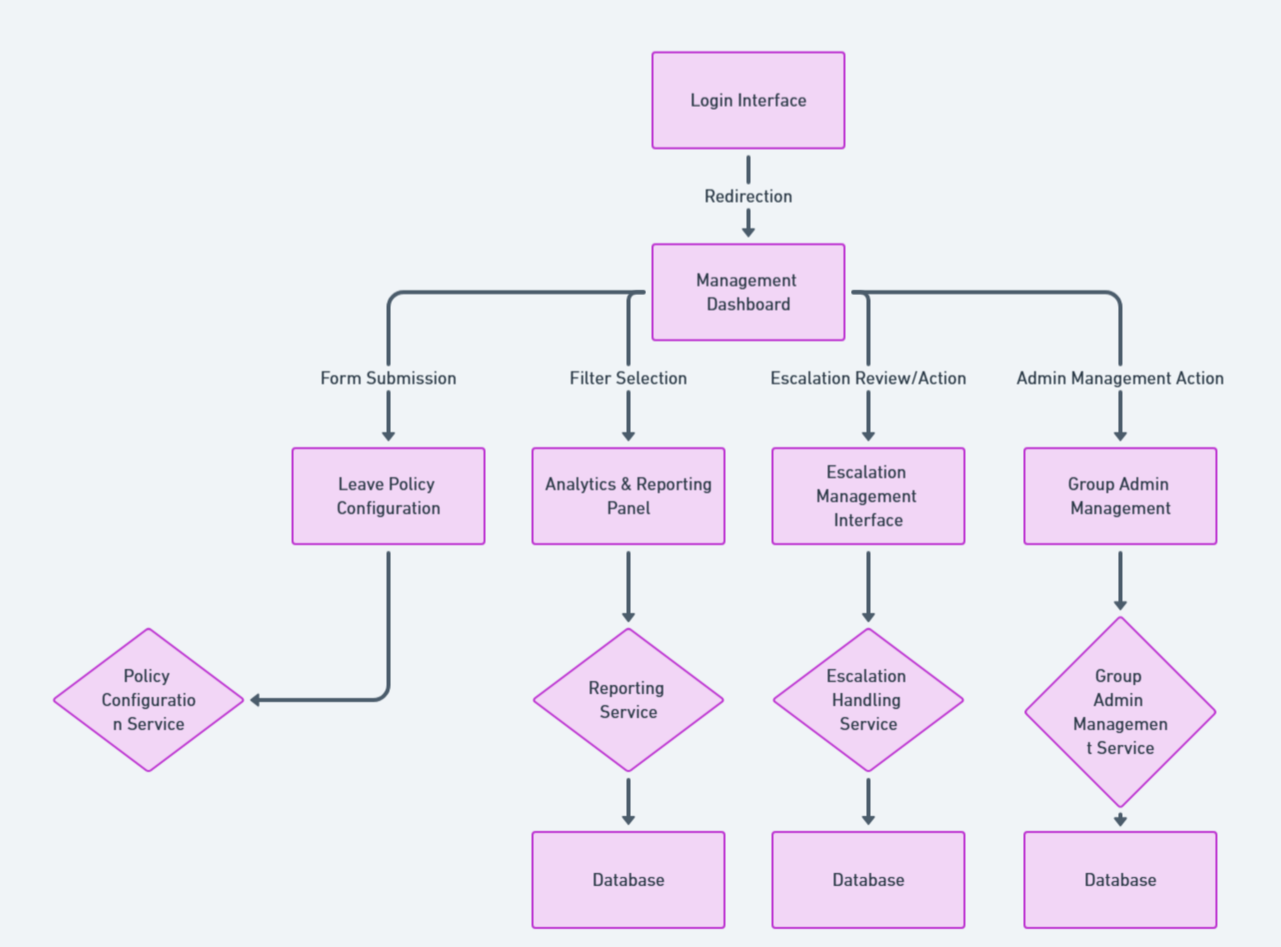 Login Interface
Redirection
Management
Dashboard
Form Submission
Filter Selection
Escalation Review/Action
Admin Management Action
Leave Policy
Configuration
Analytics & Reporting
Panel
Escalation
Management
Interface
Group Admin
Management
Policy
Configuratio
n Service
Reporting
Service
Escalation
Handling
Service
Group
Admin
Managemen
t Service
Database
Database
Database